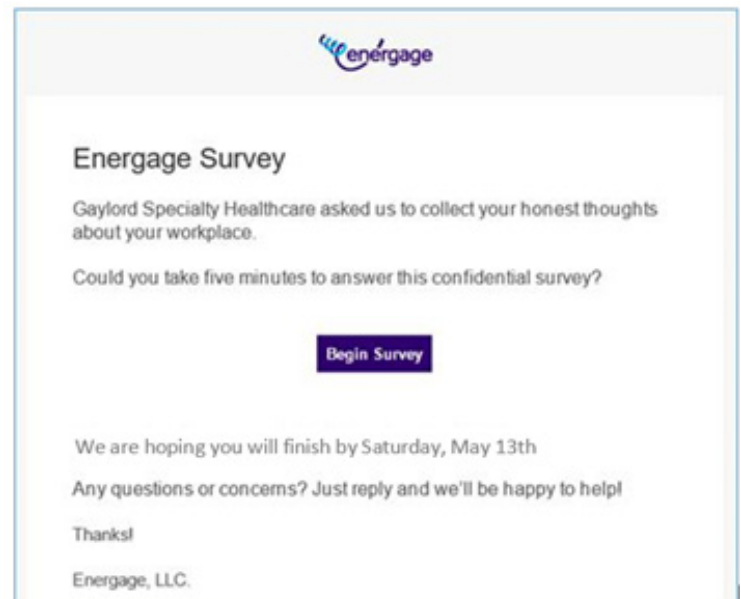 energage
Energage Survey
Gaylord Specialty Healthcare asked us to collect your honest thoughts
about your workplace.
Could you take five minutes to answer this confidential survey?
Begin Survey
We are hoping you will finish by Saturday, May 13th
Any questions or concerns? Just reply and we'll be happy to help!
Thanks!
Energage, LLC.